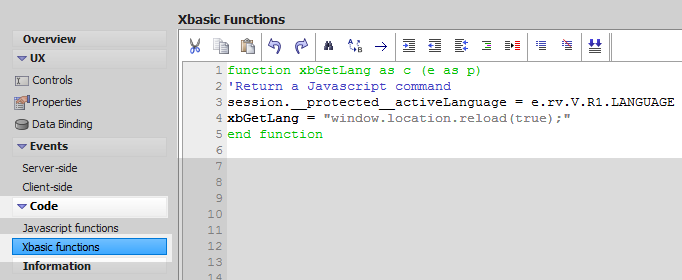 Xbasic Functions
Overview
UX
Controls
Properties
Data Binding
Events
Server-side
Client-side
Code
Javascript functions
Xbasic functions
Information
1 function xbGetLang as c (e as p)
2 'Return a Javascript command
3 session.__protected__activeLanguage = e.rv.V.R1.LANGUAGE
4 xbGetLang = "window.location.reload(true);"
5 end function
6
7
8
9
10
11
12
13
14